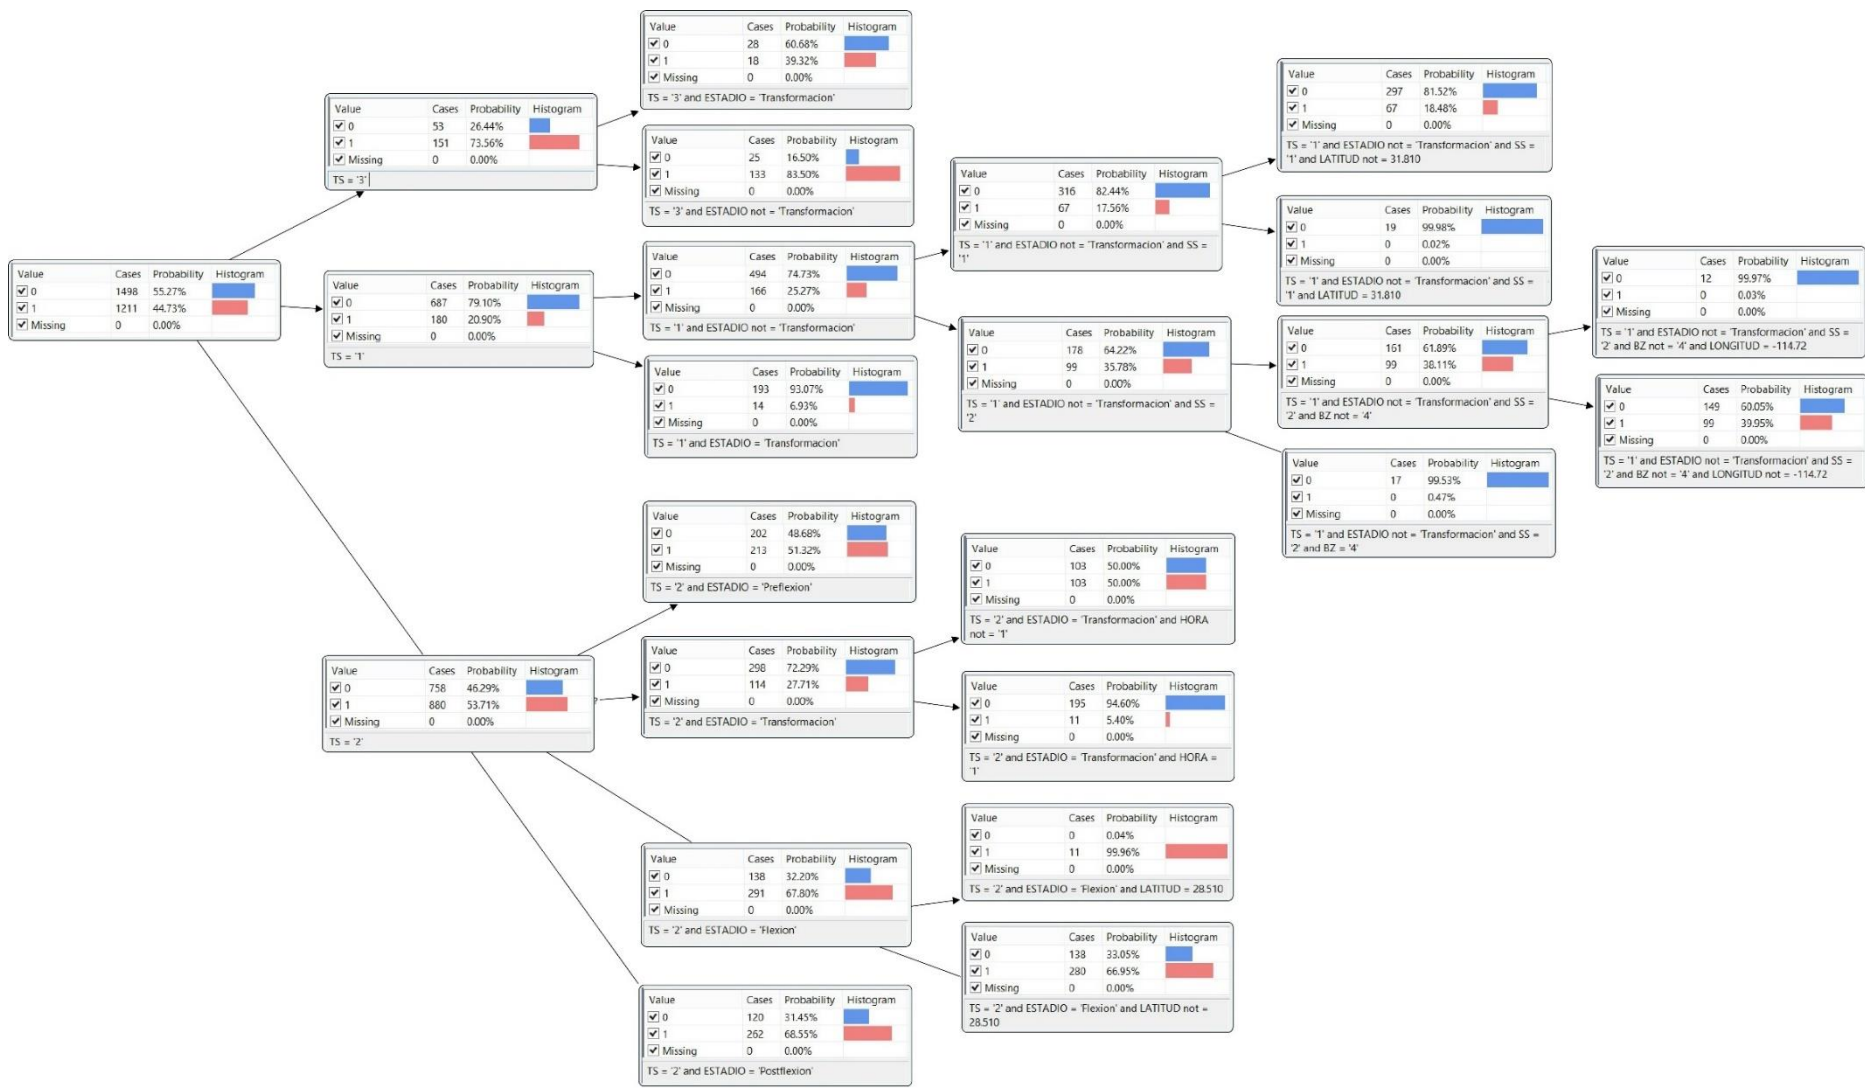 Value Cases Probability Histogram
0 1498 55.27%
1 1211 44.73%
Missing 0 0.00%
Value Cases Probability Histogram
0 53 26.44%
1 151 73.56%
Missing 0 0.00%
TS = '3'
Value Cases Probability Histogram
0 687 79.10%
1 180 20.90%
Missing 0 0.00%
TS = '1'
Value Cases Probability Histogram
0 758 46.29%
1 880 53.71%
Missing 0 0.00%
TS = '2'
Value Cases Probability Histogram
0 28 60.68%
1 18 39.32%
Missing 0 0.00%
TS = '3' and ESTADIO = 'Transformacion'
Value Cases Probability Histogram
0 25 16.50%
1 133 83.50%
Missing 0 0.00%
TS = '3' and ESTADIO not = 'Transformacion'
Value Cases Probability Histogram
0 494 74.73%
1 166 25.27%
Missing 0 0.00%
TS = '1' and ESTADIO not = 'Transformacion'
Value Cases Probability Histogram
0 193 93.07%
1 14 6.93%
Missing 0 0.00%
TS = '1' and ESTADIO = 'Transformacion'
Value Cases Probability Histogram
0 202 48.68%
1 213 51.32%
Missing 0 0.00%
TS = '2' and ESTADIO = 'Preflexion'
Value Cases Probability Histogram
0 298 72.29%
1 114 27.71%
Missing 0 0.00%
TS = '2' and ESTADIO = 'Transformacion'
Value Cases Probability Histogram
0 138 32.20%
1 291 67.80%
Missing 0 0.00%
TS = '2' and ESTADIO = 'Flexion'
Value Cases Probability Histogram
0 120 31.45%
1 262 68.55%
Missing 0 0.00%
TS = '2' and ESTADIO = 'Postflexion'
Value Cases Probability Histogram
0 316 82.44%
1 67 17.56%
Missing 0 0.00%
TS = '1' and ESTADIO not = 'Transformacion' and SS =
'1'
Value Cases Probability Histogram
0 178 64.22%
1 99 35.78%
Missing 0 0.00%
TS = '1' and ESTADIO not = 'Transformacion' and SS =
'2'
Value Cases Probability Histogram
0 103 50.00%
1 103 50.00%
Missing 0 0.00%
TS = '2' and ESTADIO = 'Transformacion' and HORA
not = '1'
Value Cases Probability Histogram
0 195 94.60%
1 11 5.40%
Missing 0 0.00%
TS = '2' and ESTADIO = 'Transformacion' and HORA =
'1'
Value Cases Probability Histogram
0 0 0.04%
1 11 99.96%
Missing 0 0.00%
TS = '2' and ESTADIO = 'Flexion' and LATITUD = 28.510
Value Cases Probability Histogram
0 138 33.05%
1 280 66.95%
Missing 0 0.00%
TS = '2' and ESTADIO = 'Flexion' and LATITUD not =
28.510
Value Cases Probability Histogram
0 297 81.52%
1 67 18.48%
Missing 0 0.00%
TS = '1' and ESTADIO not = 'Transformacion' and SS =
'1' and LATITUD not = 31.810
Value Cases Probability Histogram
0 19 99.98%
1 0 0.02%
Missing 0 0.00%
TS = '1' and ESTADIO not = 'Transformacion' and SS =
'1' and LATITUD = 31.810
Value Cases Probability Histogram
0 161 61.89%
1 99 38.11%
Missing 0 0.00%
TS = '1' and ESTADIO not = 'Transformacion' and SS =
'2' and BZ not = '4'
Value Cases Probability Histogram
0 17 99.53%
1 0 0.47%
Missing 0 0.00%
TS = '1' and ESTADIO not = 'Transformacion' and SS =
'2' and BZ = '4'
Value Cases Probability Histogram
0 12 99.97%
1 0 0.03%
Missing 0 0.00%
TS = '1' and ESTADIO not = 'Transformacion' and SS =
'2' and BZ not = '4' and LONGITUD = -114.72
Value Cases Probability Histogram
0 149 60.05%
1 99 39.95%
Missing 0 0.00%
TS = '1' and ESTADIO not = 'Transformacion' and SS =
'2' and BZ not = '4' and LONGITUD not = -114.72